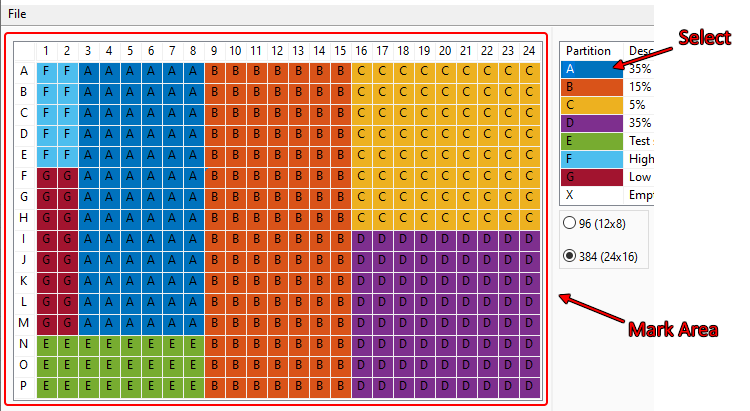 File
Select
1 2 3 4 5 6 7 8 9 10 11 12 13 14 15 16 17 18 19 20 21 22 23 24
A F F A A A A A A B B B B B B B C C C C C C C C C
B F F A A A A A A B B B B B B B C C C C C C C C C
C F F A A A A A A B B B B B B B C C C C C C C C C
D F F A A A A A A B B B B B B B C C C C C C C C C
E F F A A A A A A B B B B B B B C C C C C C C C C
F G G A A A A A A B B B B B B B C C C C C C C C C
G G G A A A A A A B B B B B B B C C C C C C C C C
H G G A A A A A A B B B B B B B C C C C C C C C C
I G G A A A A A A B B B B B B B D D D D D D D D D
J G G A A A A A A B B B B B B B D D D D D D D D D
K G G A A A A A A B B B B B B B D D D D D D D D D
L G G A A A A A A B B B B B B B D D D D D D D D D
M G G A A A A A A B B B B B B B D D D D D D D D D
N E E E E E E E E B B B B B B B D D D D D D D D D
O E E E E E E E E B B B B B B B D D D D D D D D D
P E E E E E E E E B B B B B B B D D D D D D D D D
Partition Desc
A 35%
B 15%
C 5%
D 35%
E Test
F High
G Low
X Empt
96 (12x8)
384 (24x16)
Mark Area